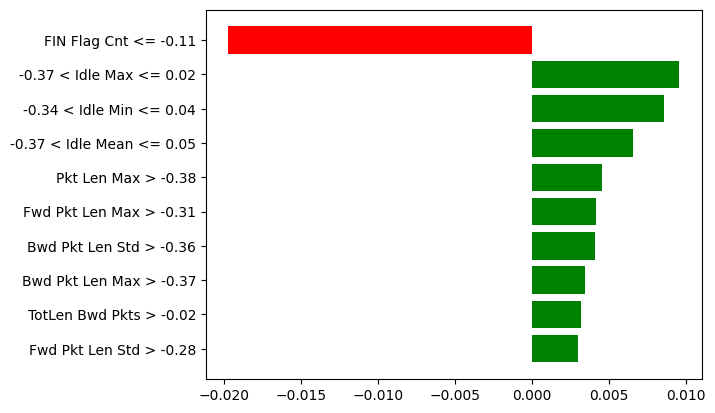 FIN Flag Cnt <= -0.11
-0.37 < Idle Max <= 0.02
-0.34 < Idle Min <= 0.04
-0.37 < Idle Mean <= 0.05
Pkt Len Max > -0.38
Fwd Pkt Len Max > -0.31
Bwd Pkt Len Std > -0.36
Bwd Pkt Len Max > -0.37
TotLen Bwd Pkts > -0.02
Fwd Pkt Len Std > -0.28
−0.020 −0.015 −0.010 −0.005 0.000 0.005 0.010